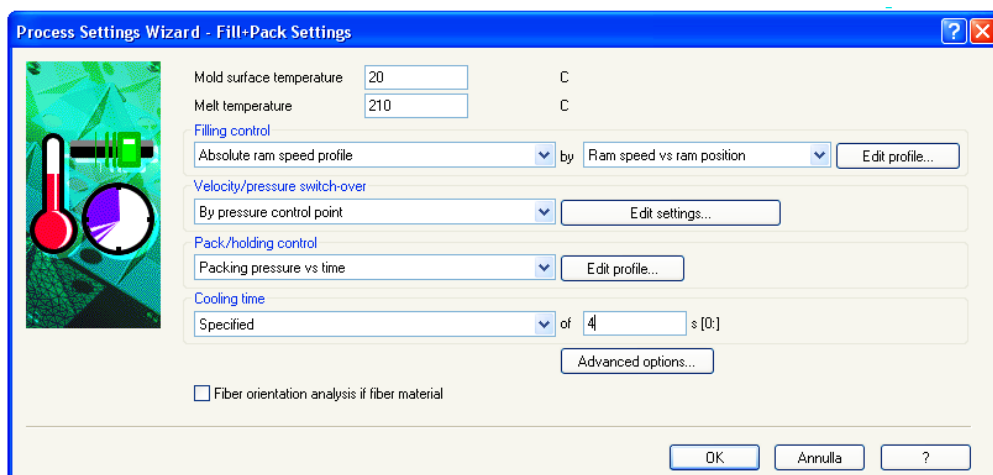 Process Settings Wizard - Fill+Pack Settings ?
Mold surface temperature 20 C
Melt temperature 210 C
Filling control
Absolute ram speed profile by Ram speed vs ram position Edit profile...
Velocity/pressure switch-over
By pressure control point Edit settings...
Pack/holding control
Packing pressure vs time Edit profile...
Cooling time
Specified of 4 s [0:]
Advanced options...
Fiber orientation analysis if fiber material
OK Annulla ?